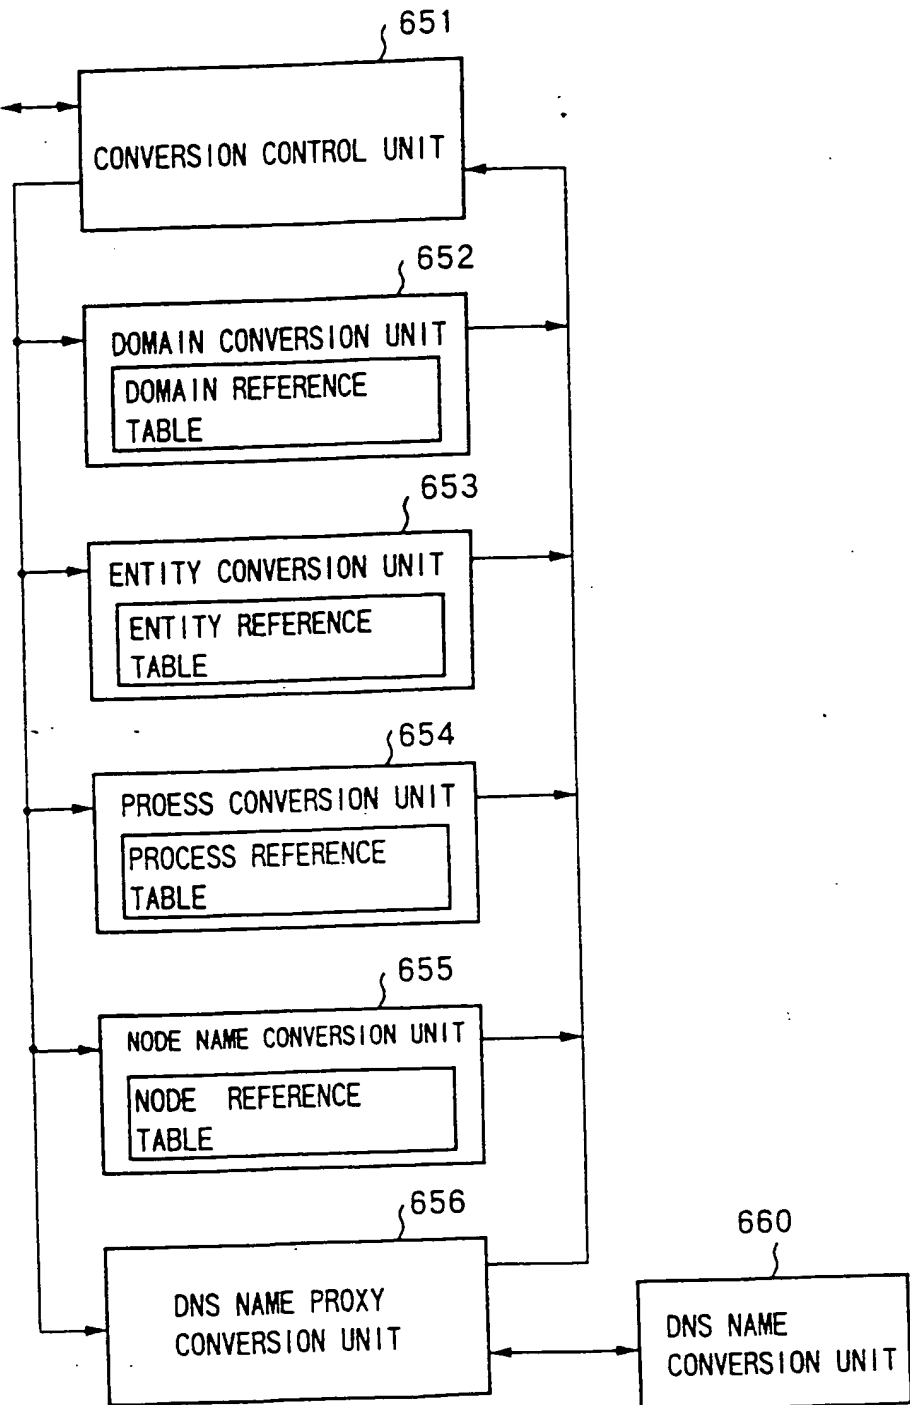 651
CONVERSION CONTROL UNIT
652
DOMAIN CONVERSION UNIT
DOMAIN REFERENCE
TABLE
653
ENTITY CONVERSION UNIT
ENTITY REFERENCE
TABLE
654
PROESS CONVERSION UNIT
PROCESS REFERENCE
TABLE
655
NODE NAME CONVERSION UNIT
NODE REFERENCE
TABLE
656
DNS NAME PROXY
CONVERSION UNIT
660
DNS NAME
CONVERSION UNIT